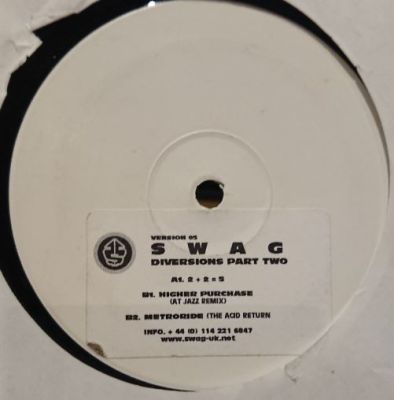 VERSION 05
SWAG
DIVERSIONS PART TWO
A1. 2 + 2 = 5
B1. HIGHER PURCHASE
(AT JAZZ REMIX)
B2. METRORIDE (THE ACID RETURN
INFO. + 44 (0) 114 221 6847
www.swag-uk.net